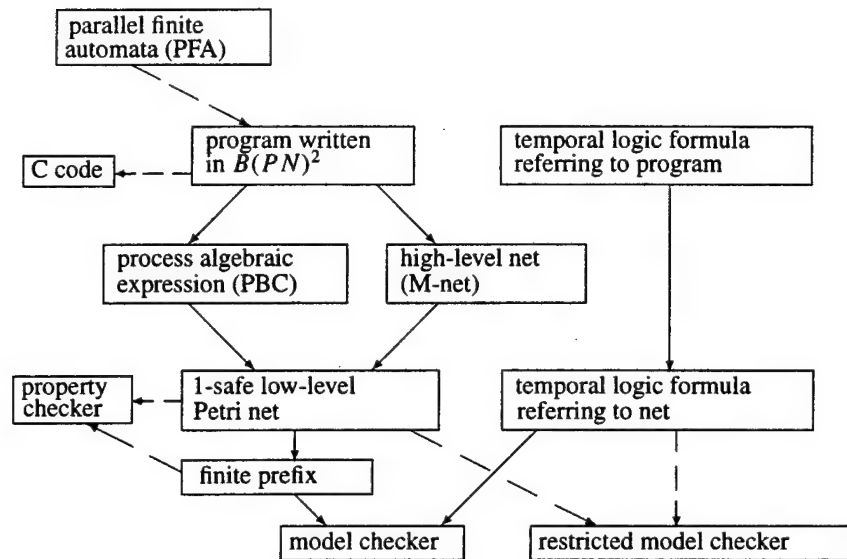 parallel finite
automata (PFA)
program written
in B(PN)²
temporal logic formula
referring to program
C code
process algebraic
expression (PBC)
high-level net
(M-net)
property
checker
1-safe low-level
Petri net
temporal logic formula
referring to net
finite prefix
model checker
restricted model checker